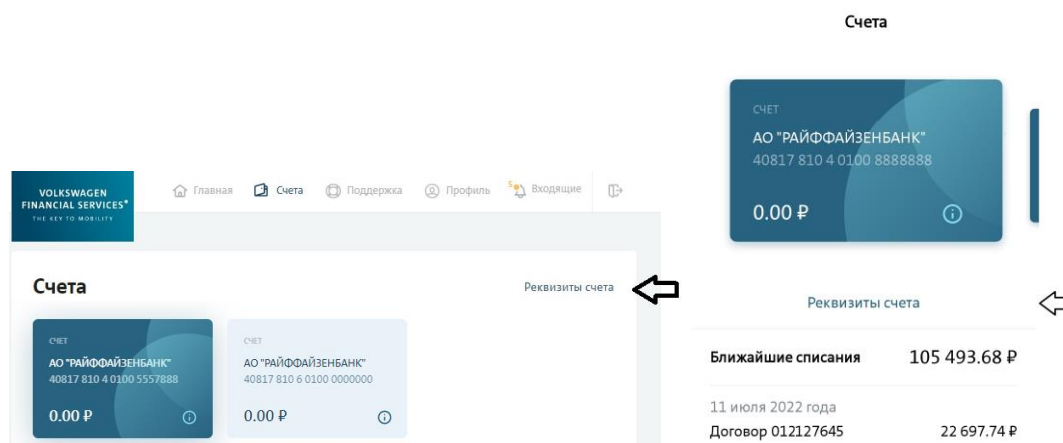 VOLKSWAGEN
FINANCIAL SERVICES®
THE KEY TO MOBILITY
Главная
Счета
Поддержка
Профиль
5
Входящие
Счета
Реквизиты счета
СЧЕТ
АО "РАЙФФАЙЗЕНБАНК"
40817 810 4 0100 5557888
0.00 ₽
СЧЕТ
АО "РАЙФФАЙЗЕНБАНК"
40817 810 6 0100 0000000
0.00 ₽
Счета
СЧЕТ
АО "РАЙФФАЙЗЕНБАНК"
40817 810 4 0100 8888888
0.00 ₽
Реквизиты счета
Ближайшие списания 105 493.68 ₽
11 июля 2022 года
Договор 012127645 22 697.74 ₽